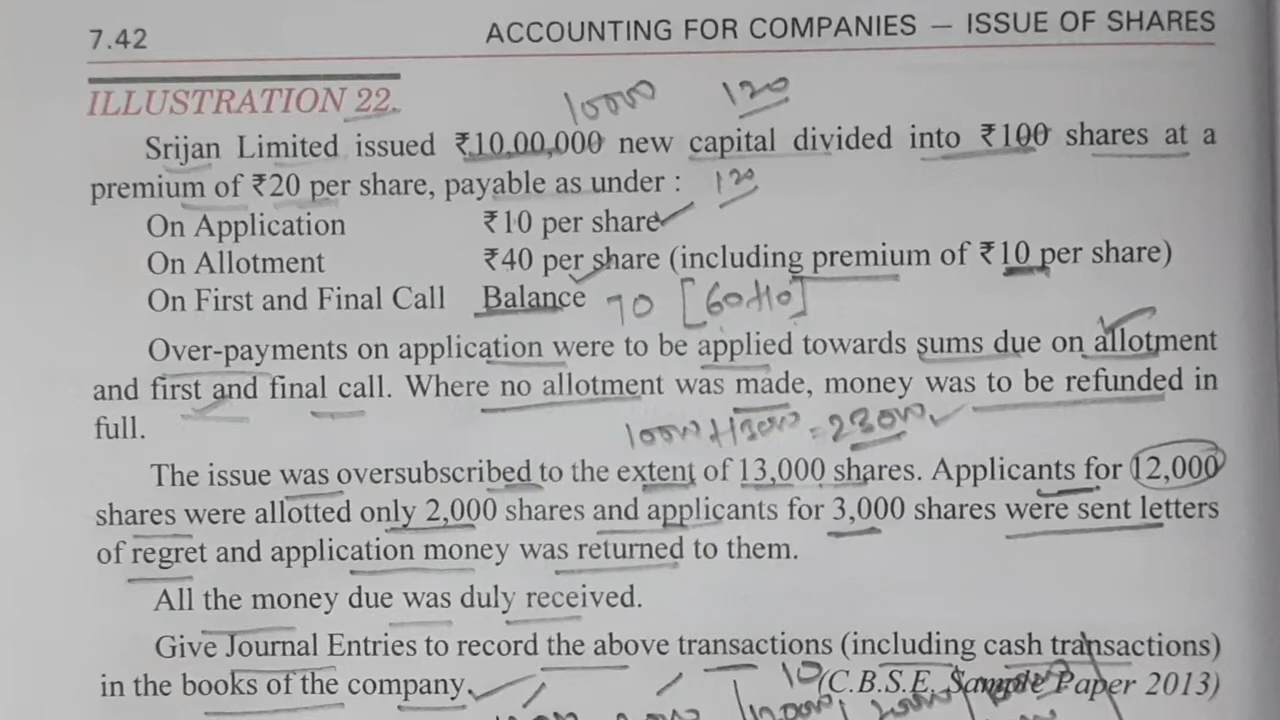 7.42 ACCOUNTING FOR COMPANIES — ISSUE OF SHARES
ILLUSTRATION 22.
10000 120
Srijan Limited issued ₹10,00,000 new capital divided into ₹100 shares at a
premium of ₹20 per share, payable as under : 120
On Application ₹10 per share
On Allotment ₹40 per share (including premium of ₹10 per share)
On First and Final Call Balance 70 [60+10]
Over-payments on application were to be applied towards sums due on allotment
and first and final call. Where no allotment was made, money was to be refunded in
full.
10000+13000 = 23000
The issue was oversubscribed to the extent of 13,000 shares. Applicants for 12,000
shares were allotted only 2,000 shares and applicants for 3,000 shares were sent letters
of regret and application money was returned to them.
All the money due was duly received.
Give Journal Entries to record the above transactions (including cash transactions)
in the books of the company. 10 (C.B.S.E. Sample Paper 2013)